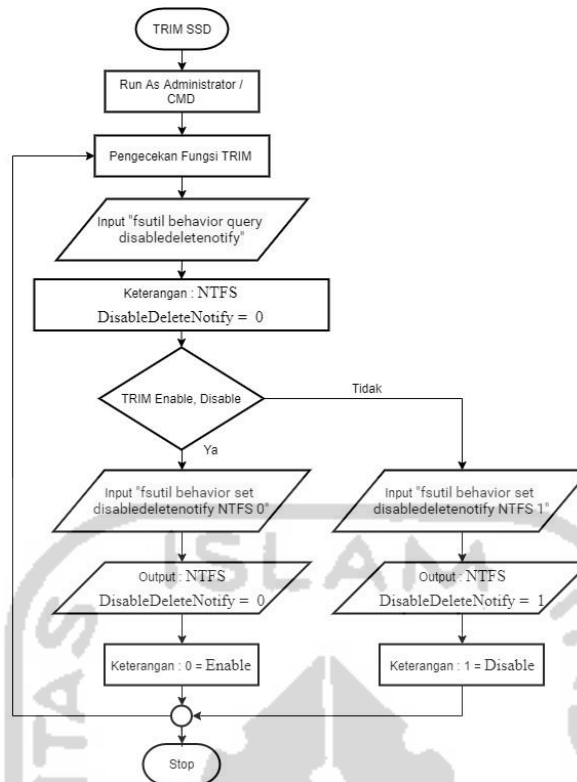 TRIM SSD
Run As Administrator /
CMD
Pengecekan Fungsi TRIM
Input "fsutil behavior query
disabledeletenotify"
Keterangan : NTFS
DisableDeleteNotify = 0
TRIM Enable, Disable
Tidak
Ya
Input "fsutil behavior set
disabledeletenotify NTFS 0"
Input "fsutil behavior set
disabledeletenotify NTFS 1"
Output : NTFS
DisableDeleteNotify = 0
Output : NTFS
DisableDeleteNotify = 1
Keterangan : 0 = Enable
Keterangan : 1 = Disable
Stop
ISLAM
ITAS